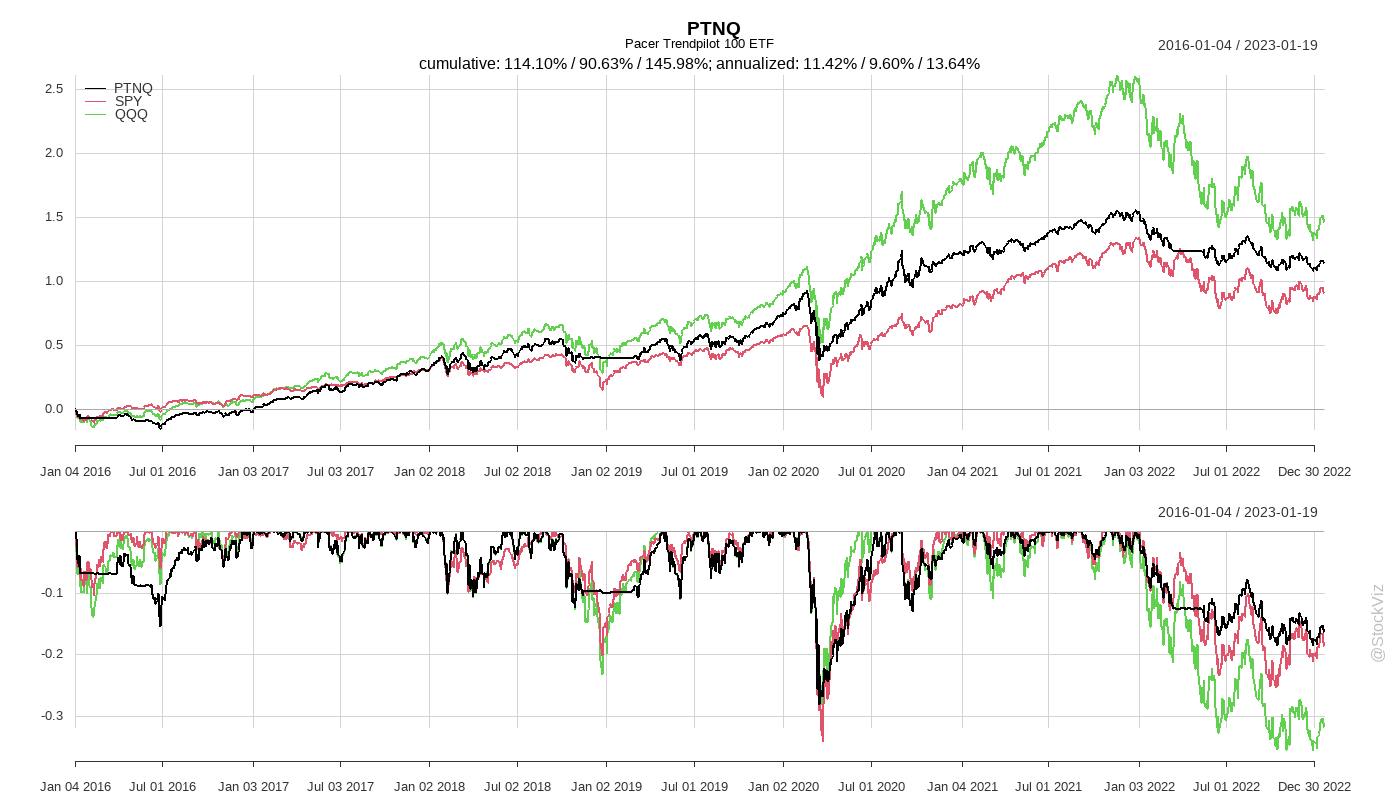 PTNQ
Pacer Trendpilot 100 ETF
2016-01-04 / 2023-01-19
cumulative: 114.10% / 90.63% / 145.98%; annualized: 11.42% / 9.60% / 13.64%
PTNQ
SPY
QQQ
2.5
2.0
1.5
1.0
0.5
0.0
Jan 04 2016 Jul 01 2016 Jan 03 2017 Jul 03 2017 Jan 02 2018 Jul 02 2018 Jan 02 2019 Jul 01 2019 Jan 02 2020 Jul 01 2020 Jan 04 2021 Jul 01 2021 Jan 03 2022 Jul 01 2022 Dec 30 2022
2016-01-04 / 2023-01-19
-0.1
-0.2
-0.3
Jan 04 2016 Jul 01 2016 Jan 03 2017 Jul 03 2017 Jan 02 2018 Jul 02 2018 Jan 02 2019 Jul 01 2019 Jan 02 2020 Jul 01 2020 Jan 04 2021 Jul 01 2021 Jan 03 2022 Jul 01 2022 Dec 30 2022
@StockViz